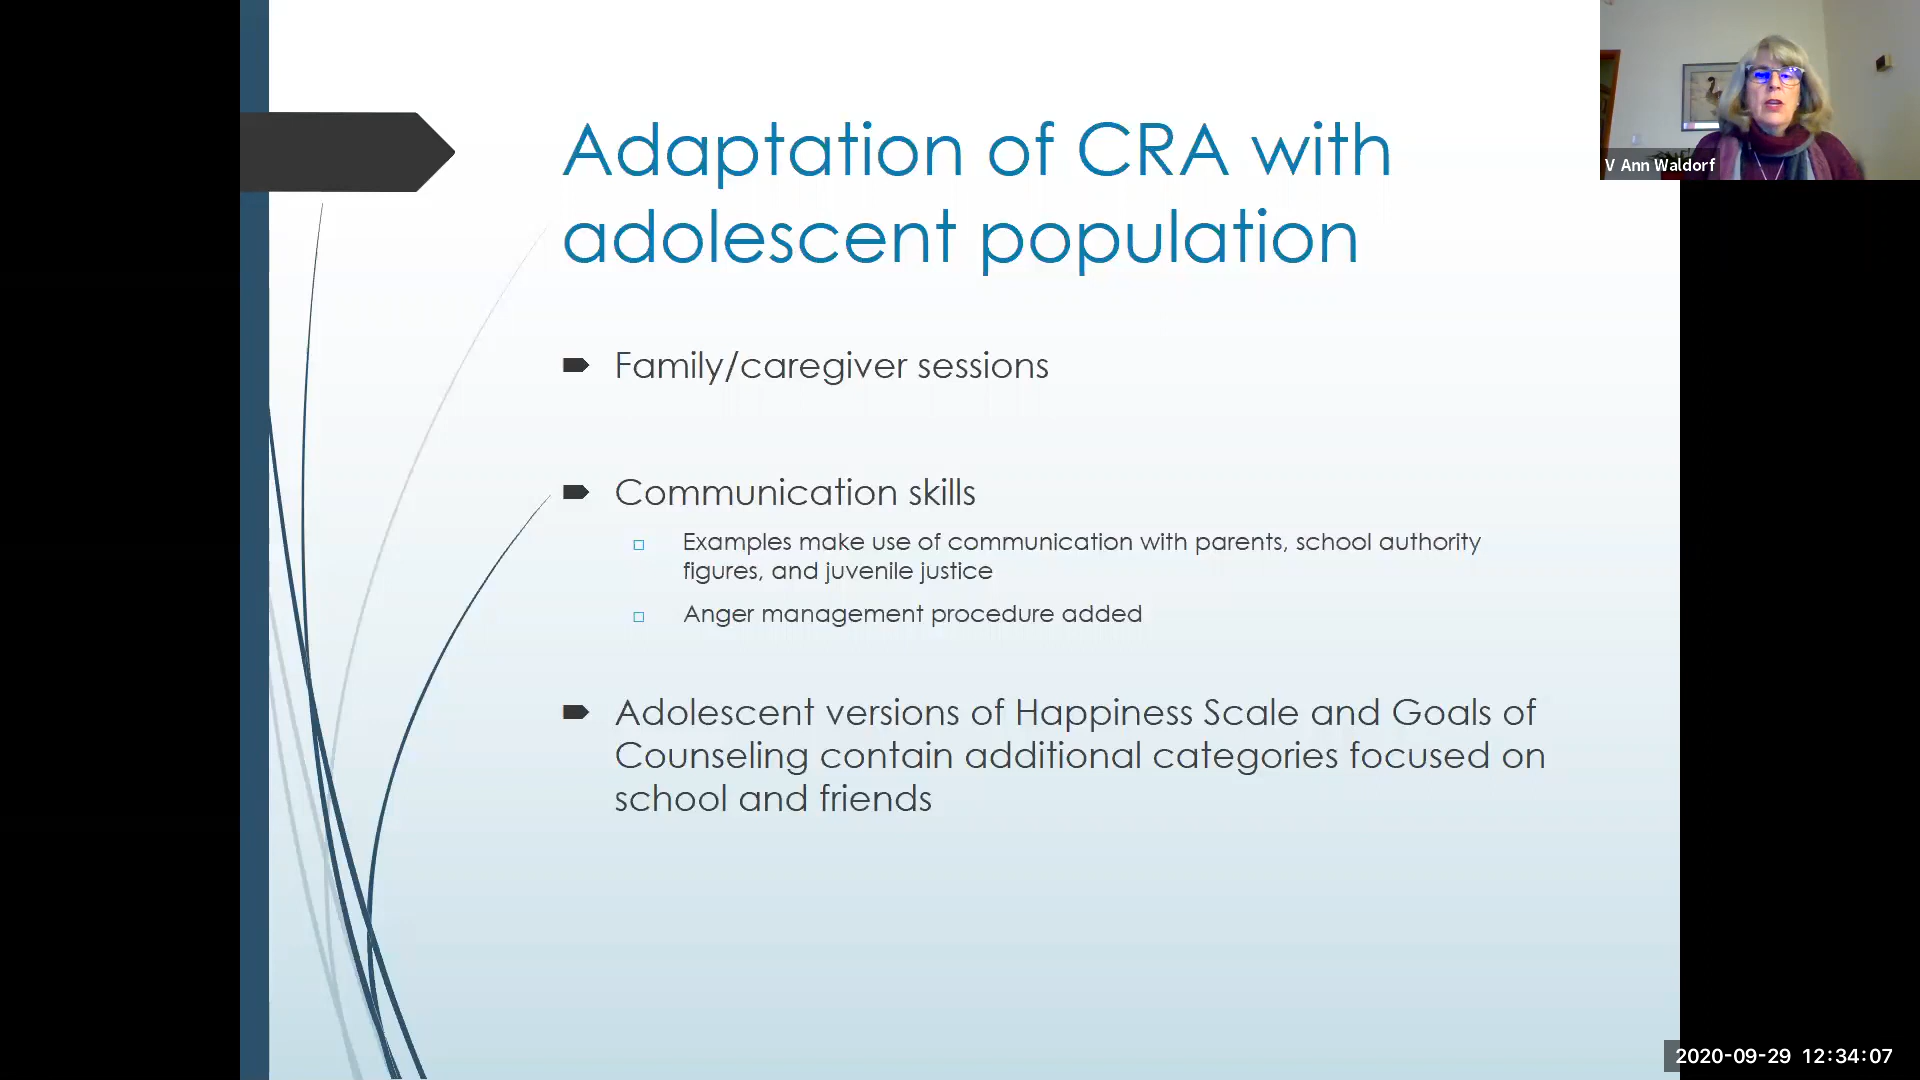 Adaptation of CRA with
adolescent population
Family/caregiver sessions
Communication skills
Examples make use of communication with parents, school authority
figures, and juvenile justice
Anger management procedure added
Adolescent versions of Happiness Scale and Goals of
Counseling contain additional categories focused on
school and friends
V Ann Waldorf
2020-09-29 12:34:07